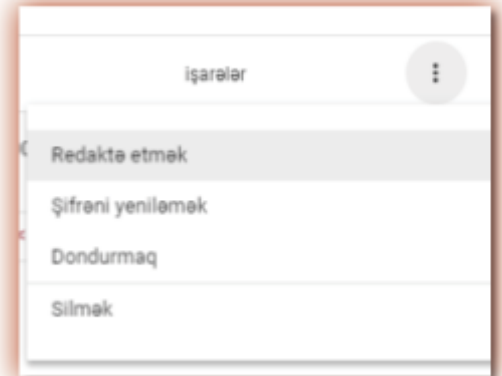 işarələr
Redaktə etmək
Şifrəni yeniləmək
Dondurmaq
Silmək